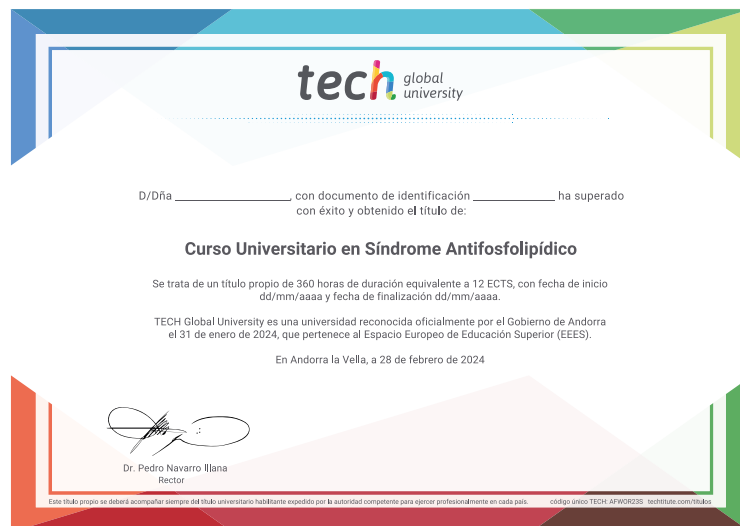 tech global university
D/Dña ________________, con documento de identificación ____________ ha superado
con éxito y obtenido el título de:
Curso Universitario en Síndrome Antifosfolipídico
Se trata de un título propio de 360 horas de duración equivalente a 12 ECTS, con fecha de inicio
dd/mm/aaaa y fecha de finalización dd/mm/aaaa.
TECH Global University es una universidad reconocida oficialmente por el Gobierno de Andorra
el 31 de enero de 2024, que pertenece al Espacio Europeo de Educación Superior (EEES).
En Andorra la Vella, a 28 de febrero de 2024
Dr. Pedro Navarro Illana
Rector
Este título propio se deberá acompañar siempre del título universitario habilitante expedido por la autoridad competente para ejercer profesionalmente en cada país. código único TECH: AFWOR23S techtitute.com/titulos